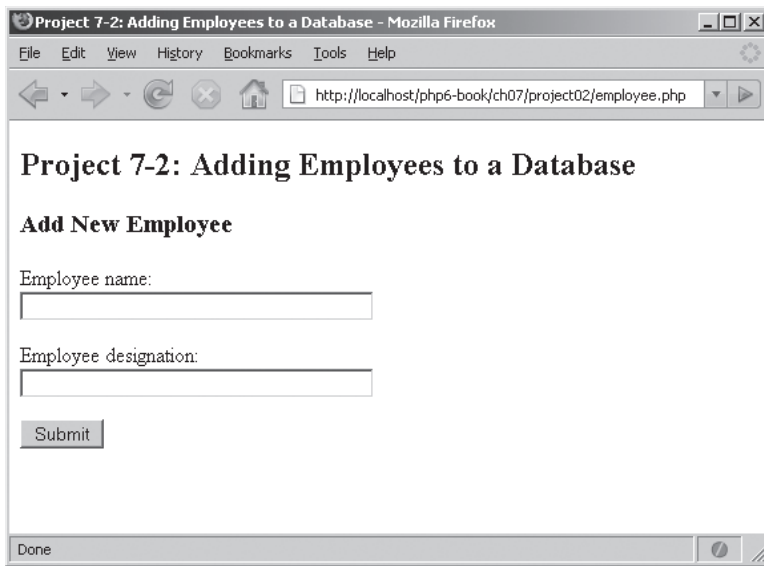 Project 7-2: Adding Employees to a Database - Mozilla Firefox
File Edit View History Bookmarks Tools Help
http://localhost/php6-book/ch07/project02/employee.php
Project 7-2: Adding Employees to a Database
Add New Employee
Employee name:
Employee designation:
Submit
Done